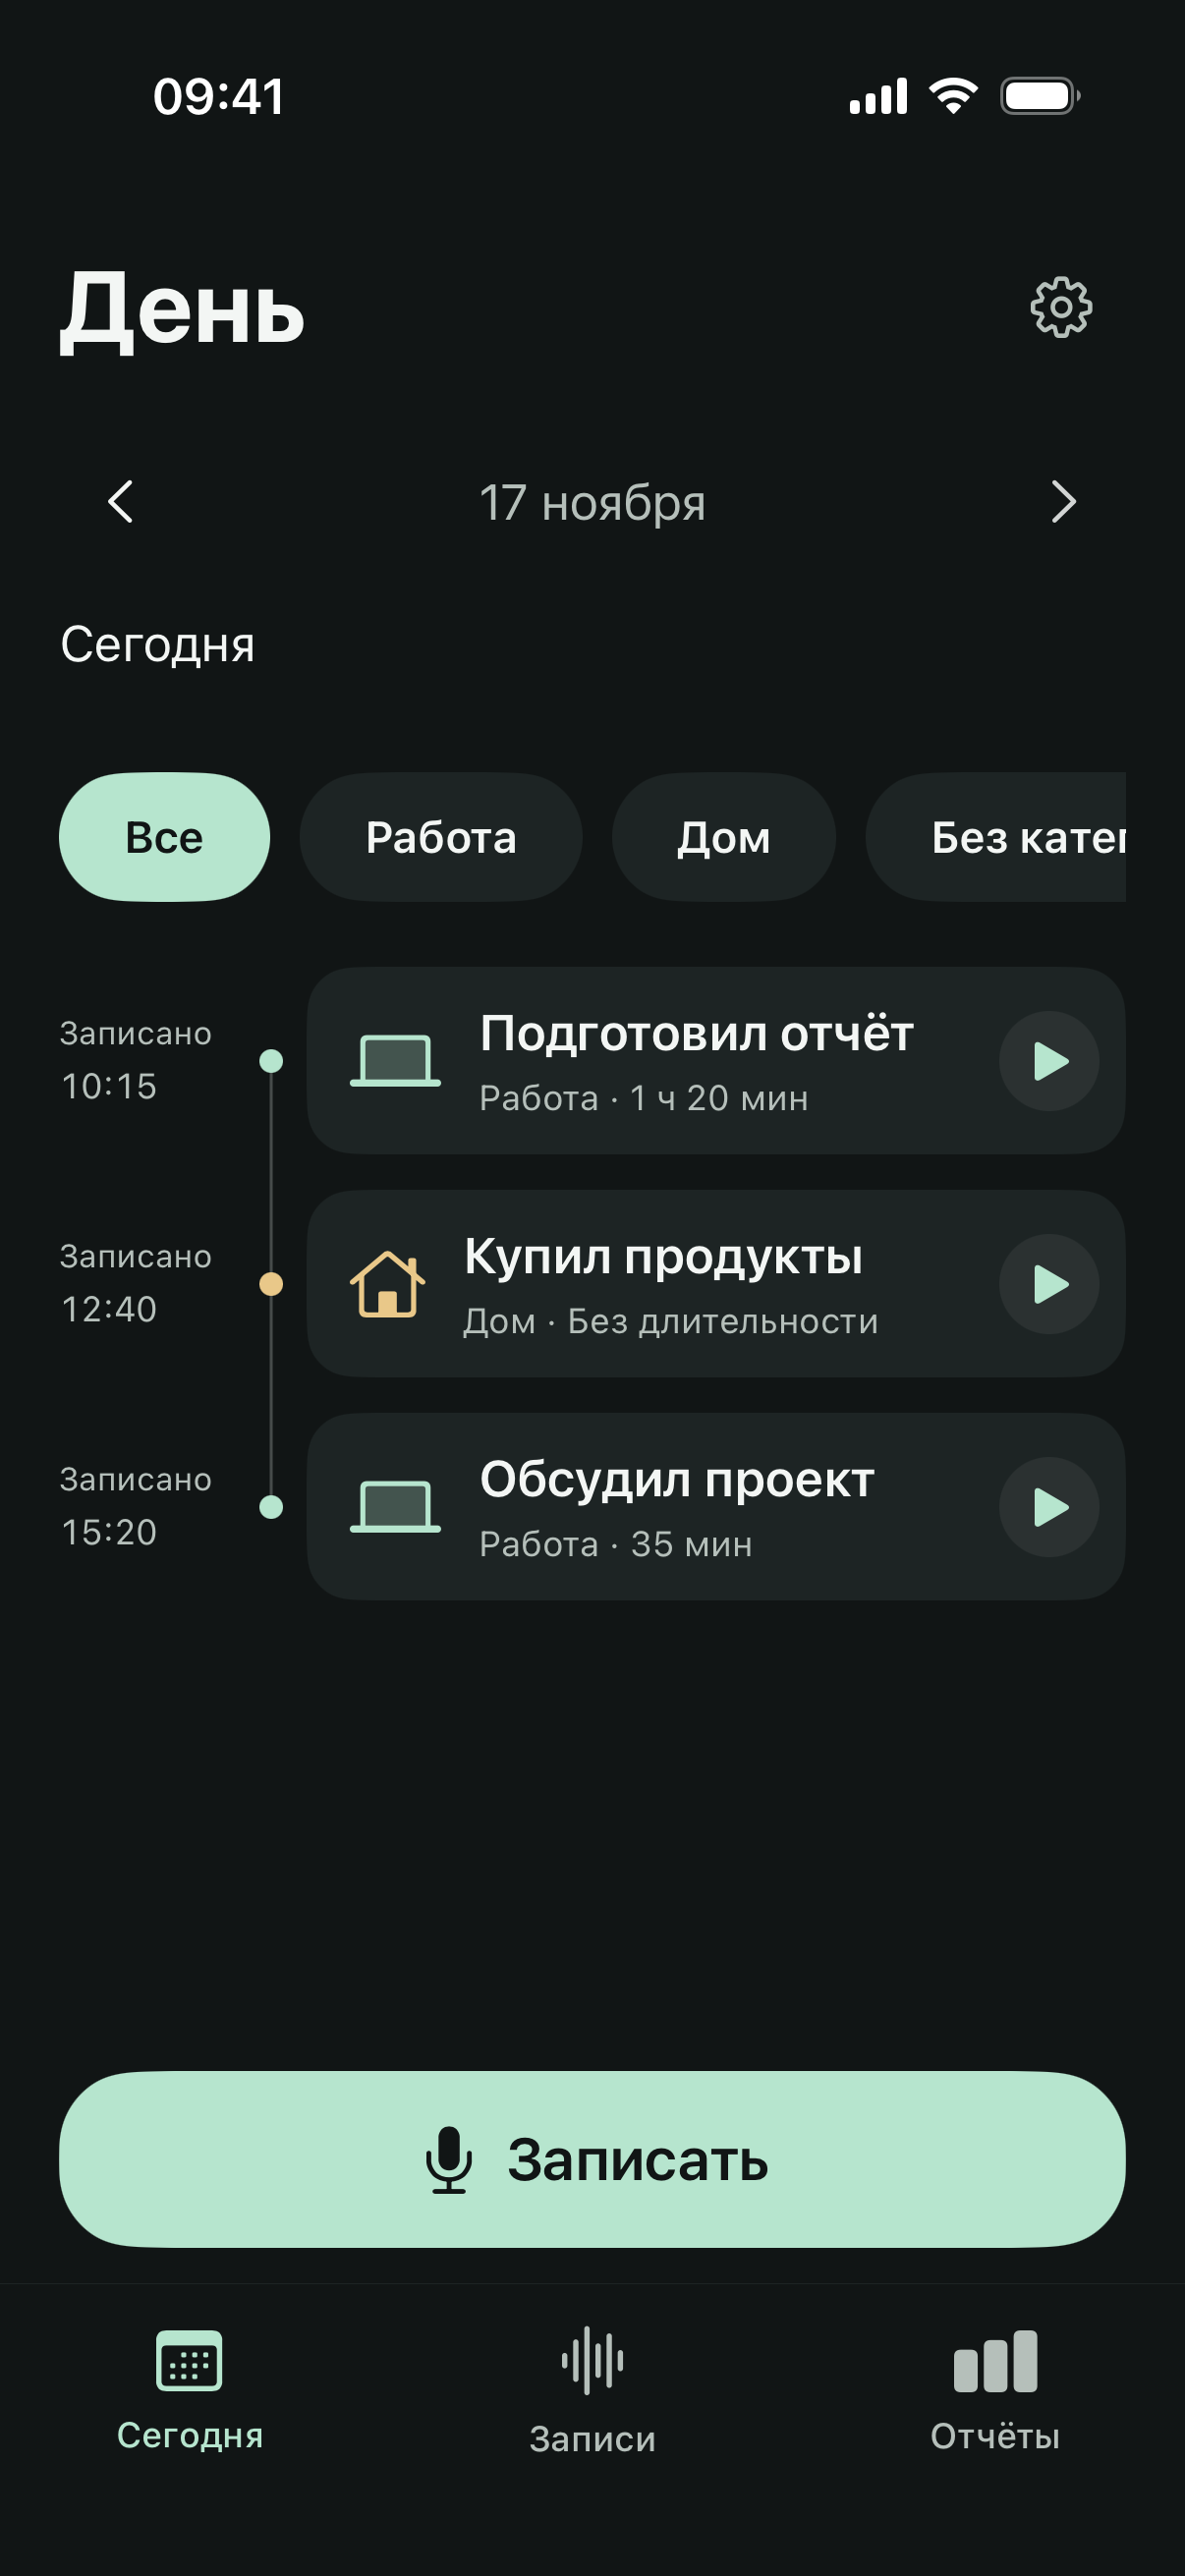 09:41
День
17 ноября
Сегодня
Все
Работа
Дом
Без катег
Записано
10:15
Подготовил отчёт
Работа · 1 ч 20 мин
Записано
12:40
Купил продукты
Дом · Без длительности
Записано
15:20
Обсудил проект
Работа · 35 мин
Записать
Сегодня
Записи
Отчёты